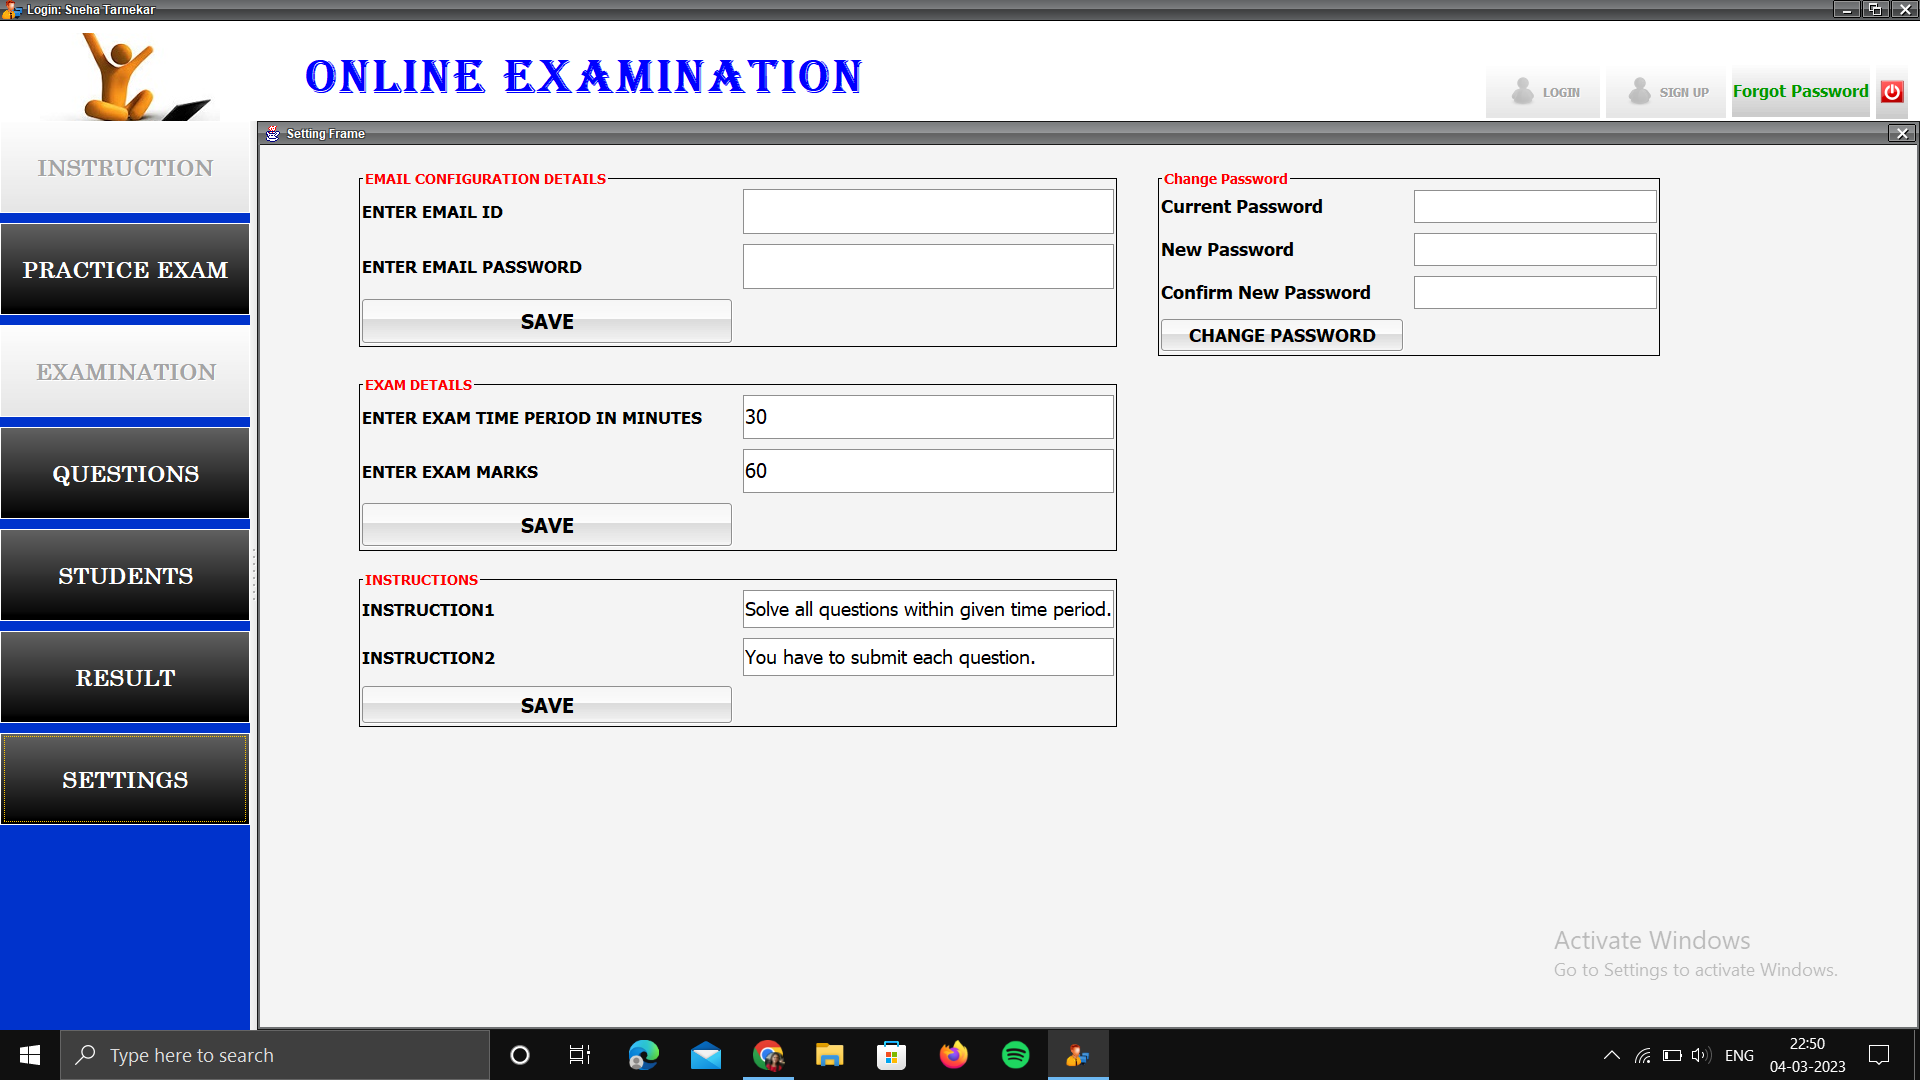 Login: Sneha Tarnekar
ONLINE EXAMINATION
LOGIN
SIGN UP
Forgot Password
INSTRUCTION
PRACTICE EXAM
EXAMINATION
QUESTIONS
STUDENTS
RESULT
SETTINGS
Setting Frame
EMAIL CONFIGURATION DETAILS
ENTER EMAIL ID
ENTER EMAIL PASSWORD
SAVE
Change Password
Current Password
New Password
Confirm New Password
CHANGE PASSWORD
EXAM DETAILS
ENTER EXAM TIME PERIOD IN MINUTES 30
ENTER EXAM MARKS 60
SAVE
INSTRUCTIONS
INSTRUCTION1 Solve all questions within given time period.
INSTRUCTION2 You have to submit each question.
SAVE
Activate Windows
Go to Settings to activate Windows.
Type here to search
ENG
22:50
04-03-2023